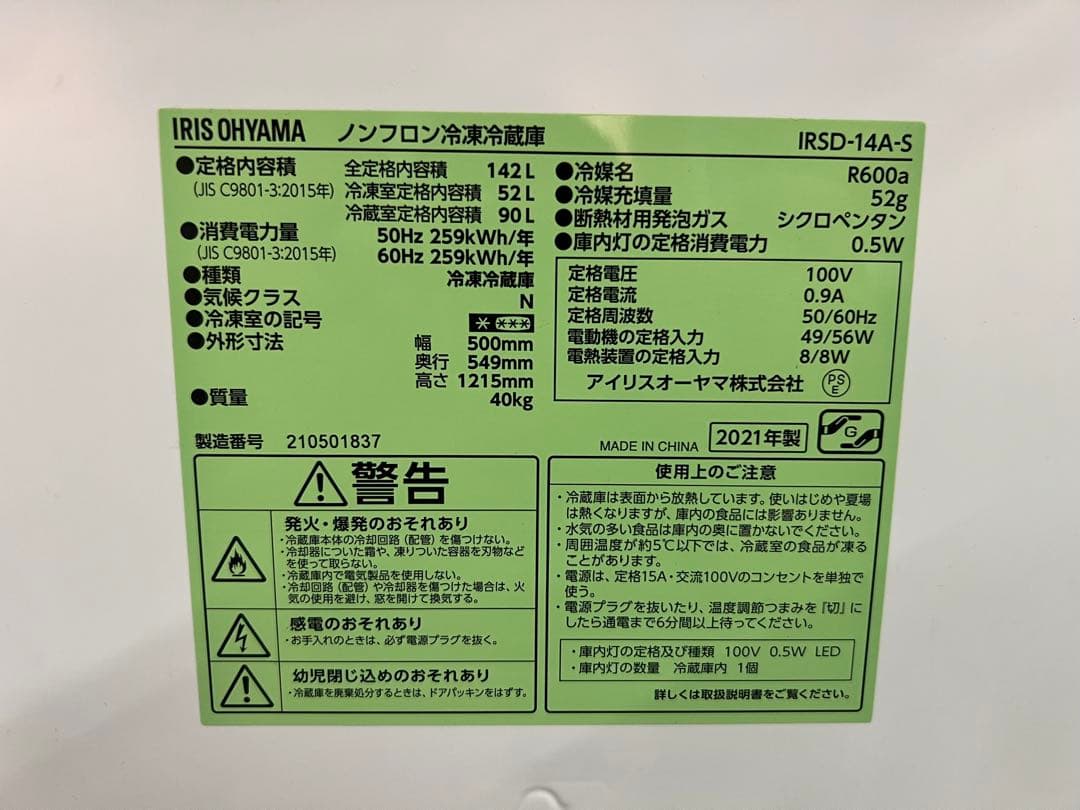 IRIS OHYAMA ノンフロン冷凍冷蔵庫 IRSD-14A-S
●定格内容積 全定格内容積 142L
(JIS C9801-3:2015年) 冷凍室定格内容積 52L
冷蔵室定格内容積 90L
●消費電力量 50Hz 259kWh/年
(JIS C9801-3:2015年) 60Hz 259kWh/年
●種類 冷凍冷蔵庫
●気候クラス N
●冷凍室の記号 * ***
●外形寸法 幅 500mm
奥行 549mm
高さ 1215mm
●質量 40kg
●冷媒名 R600a
●冷媒充填量 52g
●断熱材用発泡ガス シクロペンタン
●庫内灯の定格消費電力 0.5W
定格電圧 100V
定格電流 0.9A
定格周波数 50/60Hz
電動機の定格入力 49/56W
電熱装置の定格入力 8/8W
アイリスオーヤマ株式会社 PSE
製造番号 210501837
MADE IN CHINA 2021年製 G
警告
発火・爆発のおそれあり
・冷蔵庫本体の冷却回路(配管)を傷つけない。
・冷却器についた霜や、凍りついた容器を刃物など
を使って取らない。
・冷蔵庫内で電気製品を使用しない。
・冷却回路(配管)や冷却器を傷つけた場合は、火
気の使用を避け、窓を開けて換気する。
感電のおそれあり
・お手入れのときは、必ず電源プラグを抜く。
幼児閉じ込めのおそれあり
・冷蔵庫を廃棄処分するときは、ドアパッキンをはずす。
使用上のご注意
・冷蔵庫は表面から放熱しています。使いはじめや夏場
は熱くなりますが、庫内の食品には影響ありません。
・水気の多い食品は庫内の奥に置かないでください。
・周囲温度が約5℃以下では、冷蔵室の食品が凍る
ことがあります。
・電源は、定格15A・交流100Vのコンセントを単独で
使う。
・電源プラグを抜いたり、温度調節つまみを「切」に
したら通電まで6分間以上待ってください。
・庫内灯の定格及び種類 100V 0.5W LED
・庫内灯の数量 冷蔵庫内 1個
詳しくは取扱説明書をご覧ください。